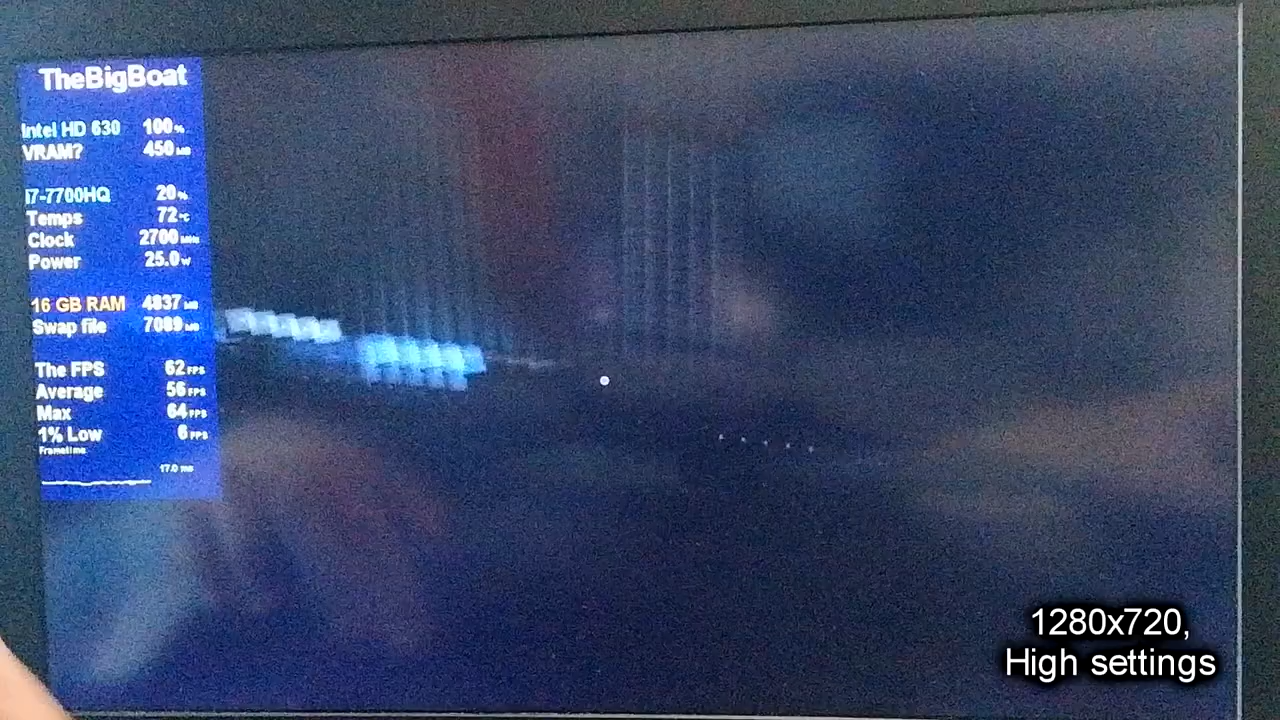 TheBigBoat
Intel HD 630 100 %
VRAM? 450 MB
i7-7700HQ 20 %
Temps 72 °C
Clock 2700 MHz
Power 25.0 W
16 GB RAM 4837 MB
Swap file 7089 MB
The FPS 62 FPS
Average 56 FPS
Max 64 FPS
1% Low 6 FPS
Frametime
17.0 ms
1280x720,
High settings